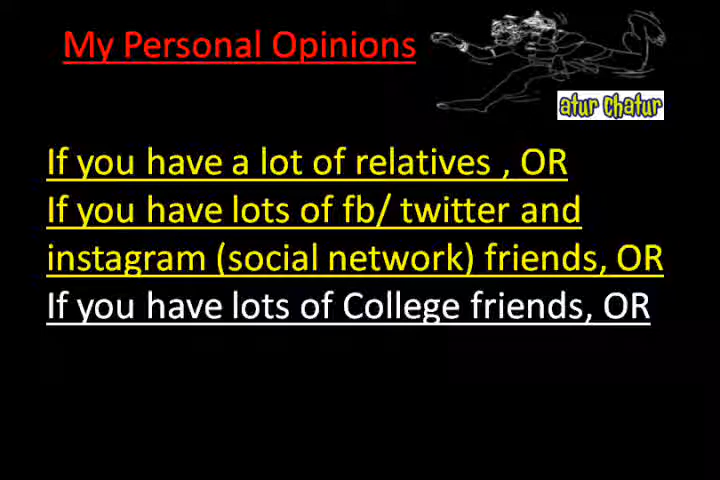 My Personal Opinions
atur chatur
If you have a lot of relatives , OR
If you have lots of fb/ twitter and
instagram (social network) friends, OR
If you have lots of College friends, OR